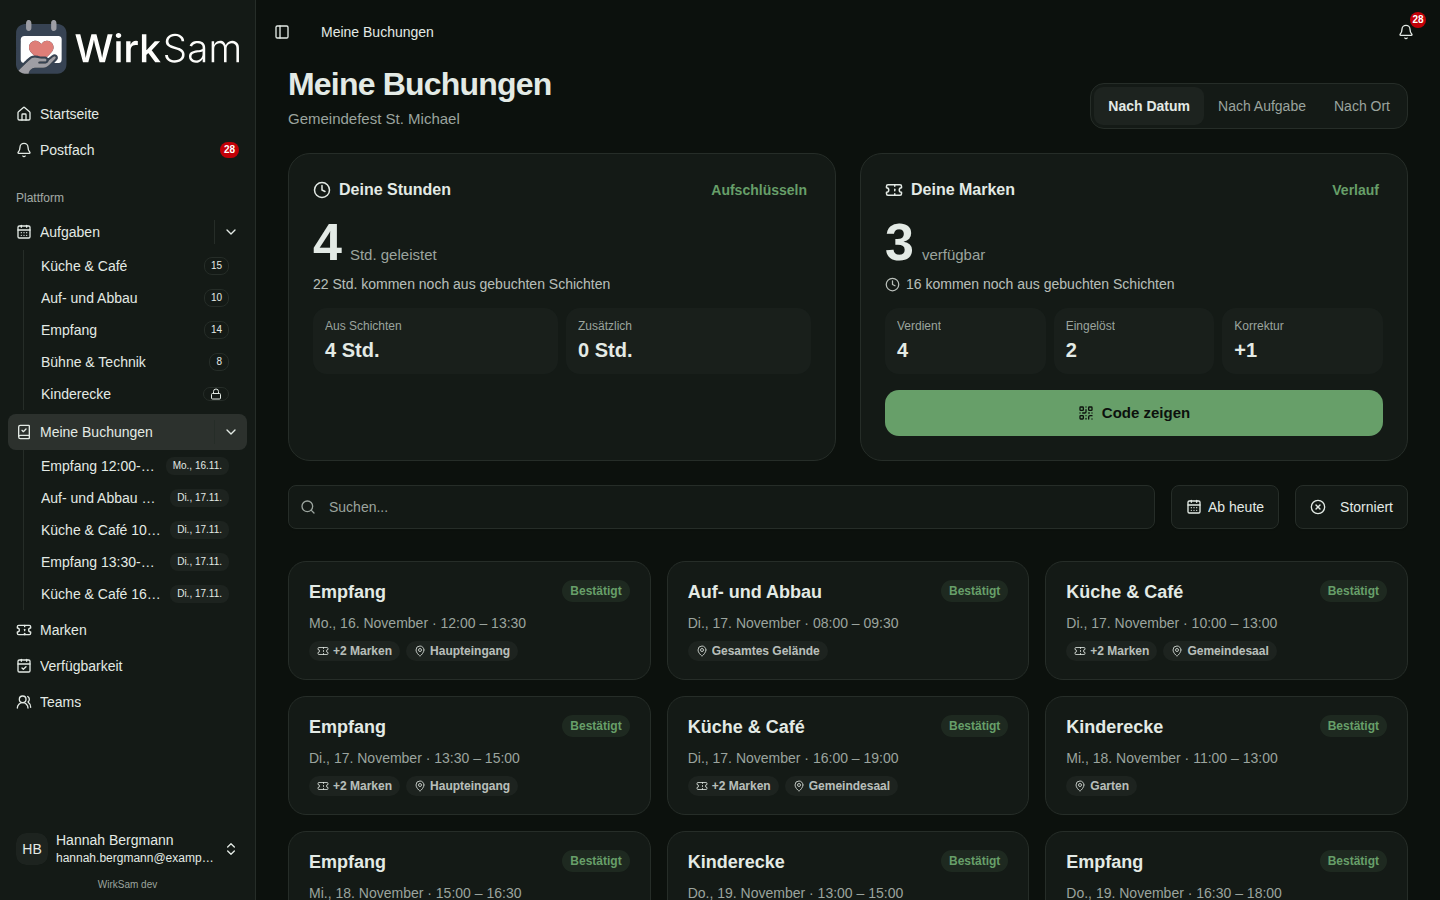 WirkSam
Startseite
Postfach 28
Plattform
Aufgaben
Küche & Café 15
Auf- und Abbau 10
Empfang 14
Bühne & Technik 8
Kinderecke
Meine Buchungen
Empfang 12:00-... Mo., 16.11.
Auf- und Abbau ... Di., 17.11.
Küche & Café 10... Di., 17.11.
Empfang 13:30-... Di., 17.11.
Küche & Café 16... Di., 17.11.
Marken
Verfügbarkeit
Teams
HB
Hannah Bergmann
hannah.bergmann@examp...
WirkSam dev
Meine Buchungen
28
Meine Buchungen
Gemeindefest St. Michael
Nach Datum Nach Aufgabe Nach Ort
Deine Stunden Aufschlüsseln
4 Std. geleistet
22 Std. kommen noch aus gebuchten Schichten
Aus Schichten
4 Std.
Zusätzlich
0 Std.
Deine Marken Verlauf
3 verfügbar
16 kommen noch aus gebuchten Schichten
Verdient
4
Eingelöst
2
Korrektur
+1
Code zeigen
Suchen...
Ab heute
Storniert
Empfang Bestätigt
Mo., 16. November · 12:00 – 13:30
+2 Marken Haupteingang
Auf- und Abbau Bestätigt
Di., 17. November · 08:00 – 09:30
Gesamtes Gelände
Küche & Café Bestätigt
Di., 17. November · 10:00 – 13:00
+2 Marken Gemeindesaal
Empfang Bestätigt
Di., 17. November · 13:30 – 15:00
+2 Marken Haupteingang
Küche & Café Bestätigt
Di., 17. November · 16:00 – 19:00
+2 Marken Gemeindesaal
Kinderecke Bestätigt
Mi., 18. November · 11:00 – 13:00
Garten
Empfang Bestätigt
Mi., 18. November · 15:00 – 16:30
Kinderecke Bestätigt
Do., 19. November · 13:00 – 15:00
Empfang Bestätigt
Do., 19. November · 16:30 – 18:00